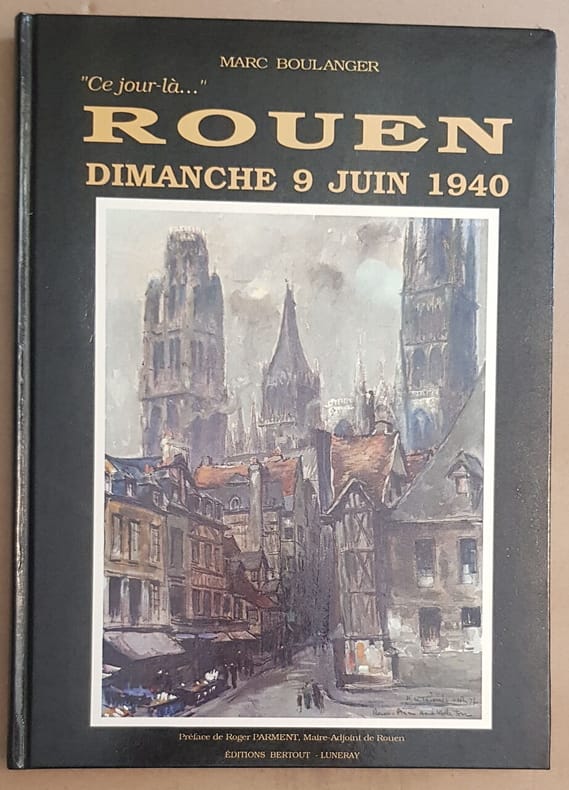 MARC BOULANGER
"Ce jour-là..."
ROUEN
DIMANCHE 9 JUIN 1940
Préface de Roger PARMENT, Maire-Adjoint de Rouen
ÉDITIONS BERTOUT - LUNERAY